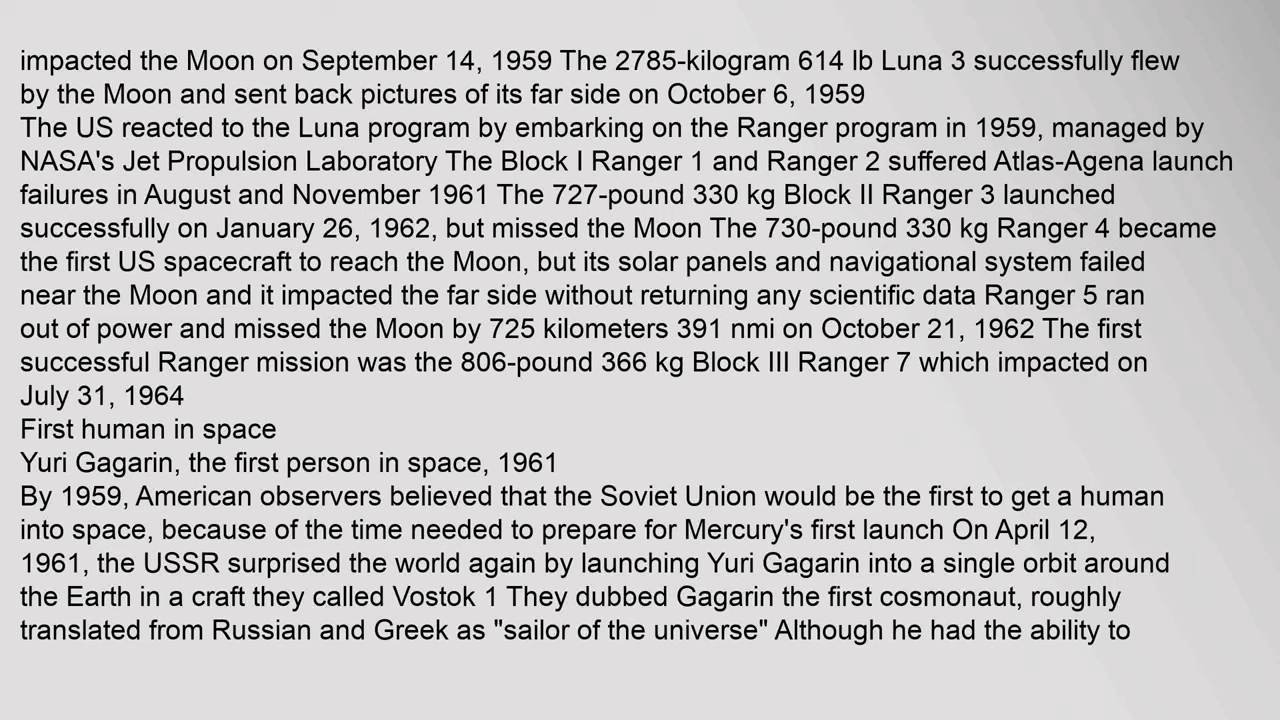 impacted the Moon on September 14, 1959 The 2785-kilogram 614 lb Luna 3 successfully flew
by the Moon and sent back pictures of its far side on October 6, 1959
The US reacted to the Luna program by embarking on the Ranger program in 1959, managed by
NASA's Jet Propulsion Laboratory The Block I Ranger 1 and Ranger 2 suffered Atlas-Agena launch
failures in August and November 1961 The 727-pound 330 kg Block II Ranger 3 launched
successfully on January 26, 1962, but missed the Moon The 730-pound 330 kg Ranger 4 became
the first US spacecraft to reach the Moon, but its solar panels and navigational system failed
near the Moon and it impacted the far side without returning any scientific data Ranger 5 ran
out of power and missed the Moon by 725 kilometers 391 nmi on October 21, 1962 The first
successful Ranger mission was the 806-pound 366 kg Block III Ranger 7 which impacted on
July 31, 1964
First human in space
Yuri Gagarin, the first person in space, 1961
By 1959, American observers believed that the Soviet Union would be the first to get a human
into space, because of the time needed to prepare for Mercury's first launch On April 12,
1961, the USSR surprised the world again by launching Yuri Gagarin into a single orbit around
the Earth in a craft they called Vostok 1 They dubbed Gagarin the first cosmonaut, roughly
translated from Russian and Greek as "sailor of the universe" Although he had the ability to